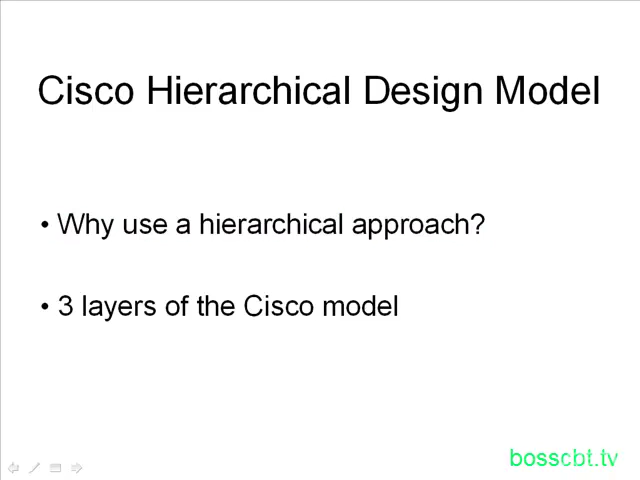 Cisco Hierarchical Design Model
• Why use a hierarchical approach?
• 3 layers of the Cisco model
bosscbt.tv